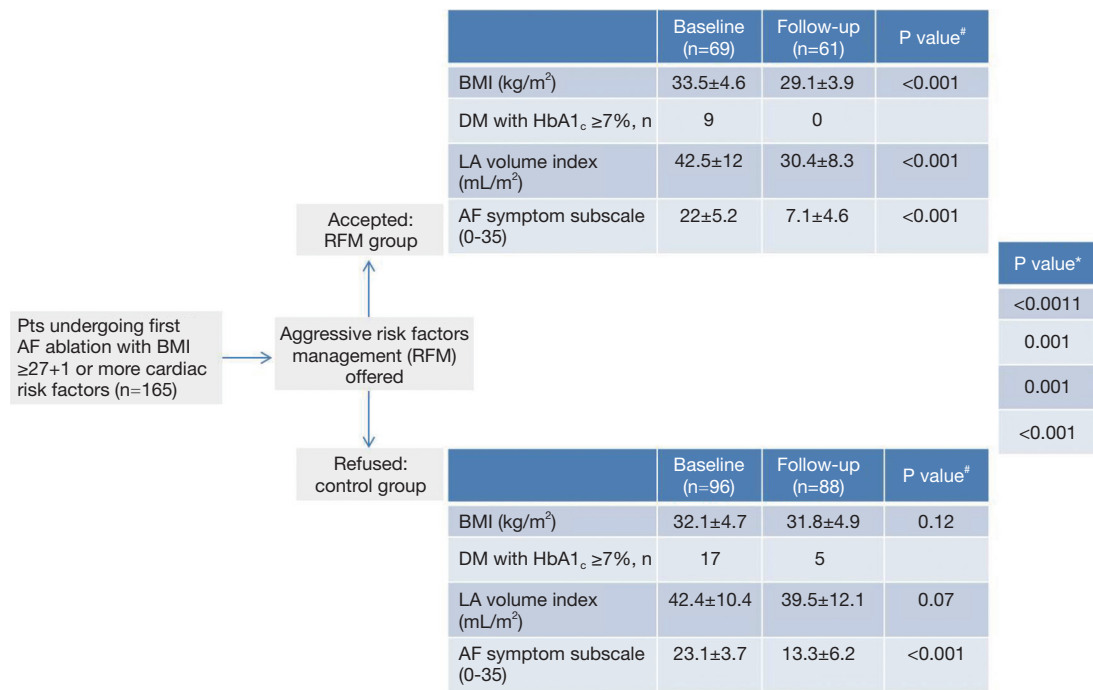 Baseline (n=69) Follow-up (n=61) P value#
BMI (kg/m2) 33.5±4.6 29.1±3.9 <0.001
DM with HbA1c ≥7%, n 9 0
LA volume index (mL/m2) 42.5±12 30.4±8.3 <0.001
AF symptom subscale (0-35) 22±5.2 7.1±4.6 <0.001
Accepted:
RFM group
Pts undergoing first
AF ablation with BMI
≥27+1 or more cardiac
risk factors (n=165)
Aggressive risk factors
management (RFM)
offered
P value*
<0.0011
0.001
0.001
<0.001
Refused:
control group
Baseline (n=96) Follow-up (n=88) P value#
BMI (kg/m2) 32.1±4.7 31.8±4.9 0.12
DM with HbA1c ≥7%, n 17 5
LA volume index (mL/m2) 42.4±10.4 39.5±12.1 0.07
AF symptom subscale (0-35) 23.1±3.7 13.3±6.2 <0.001